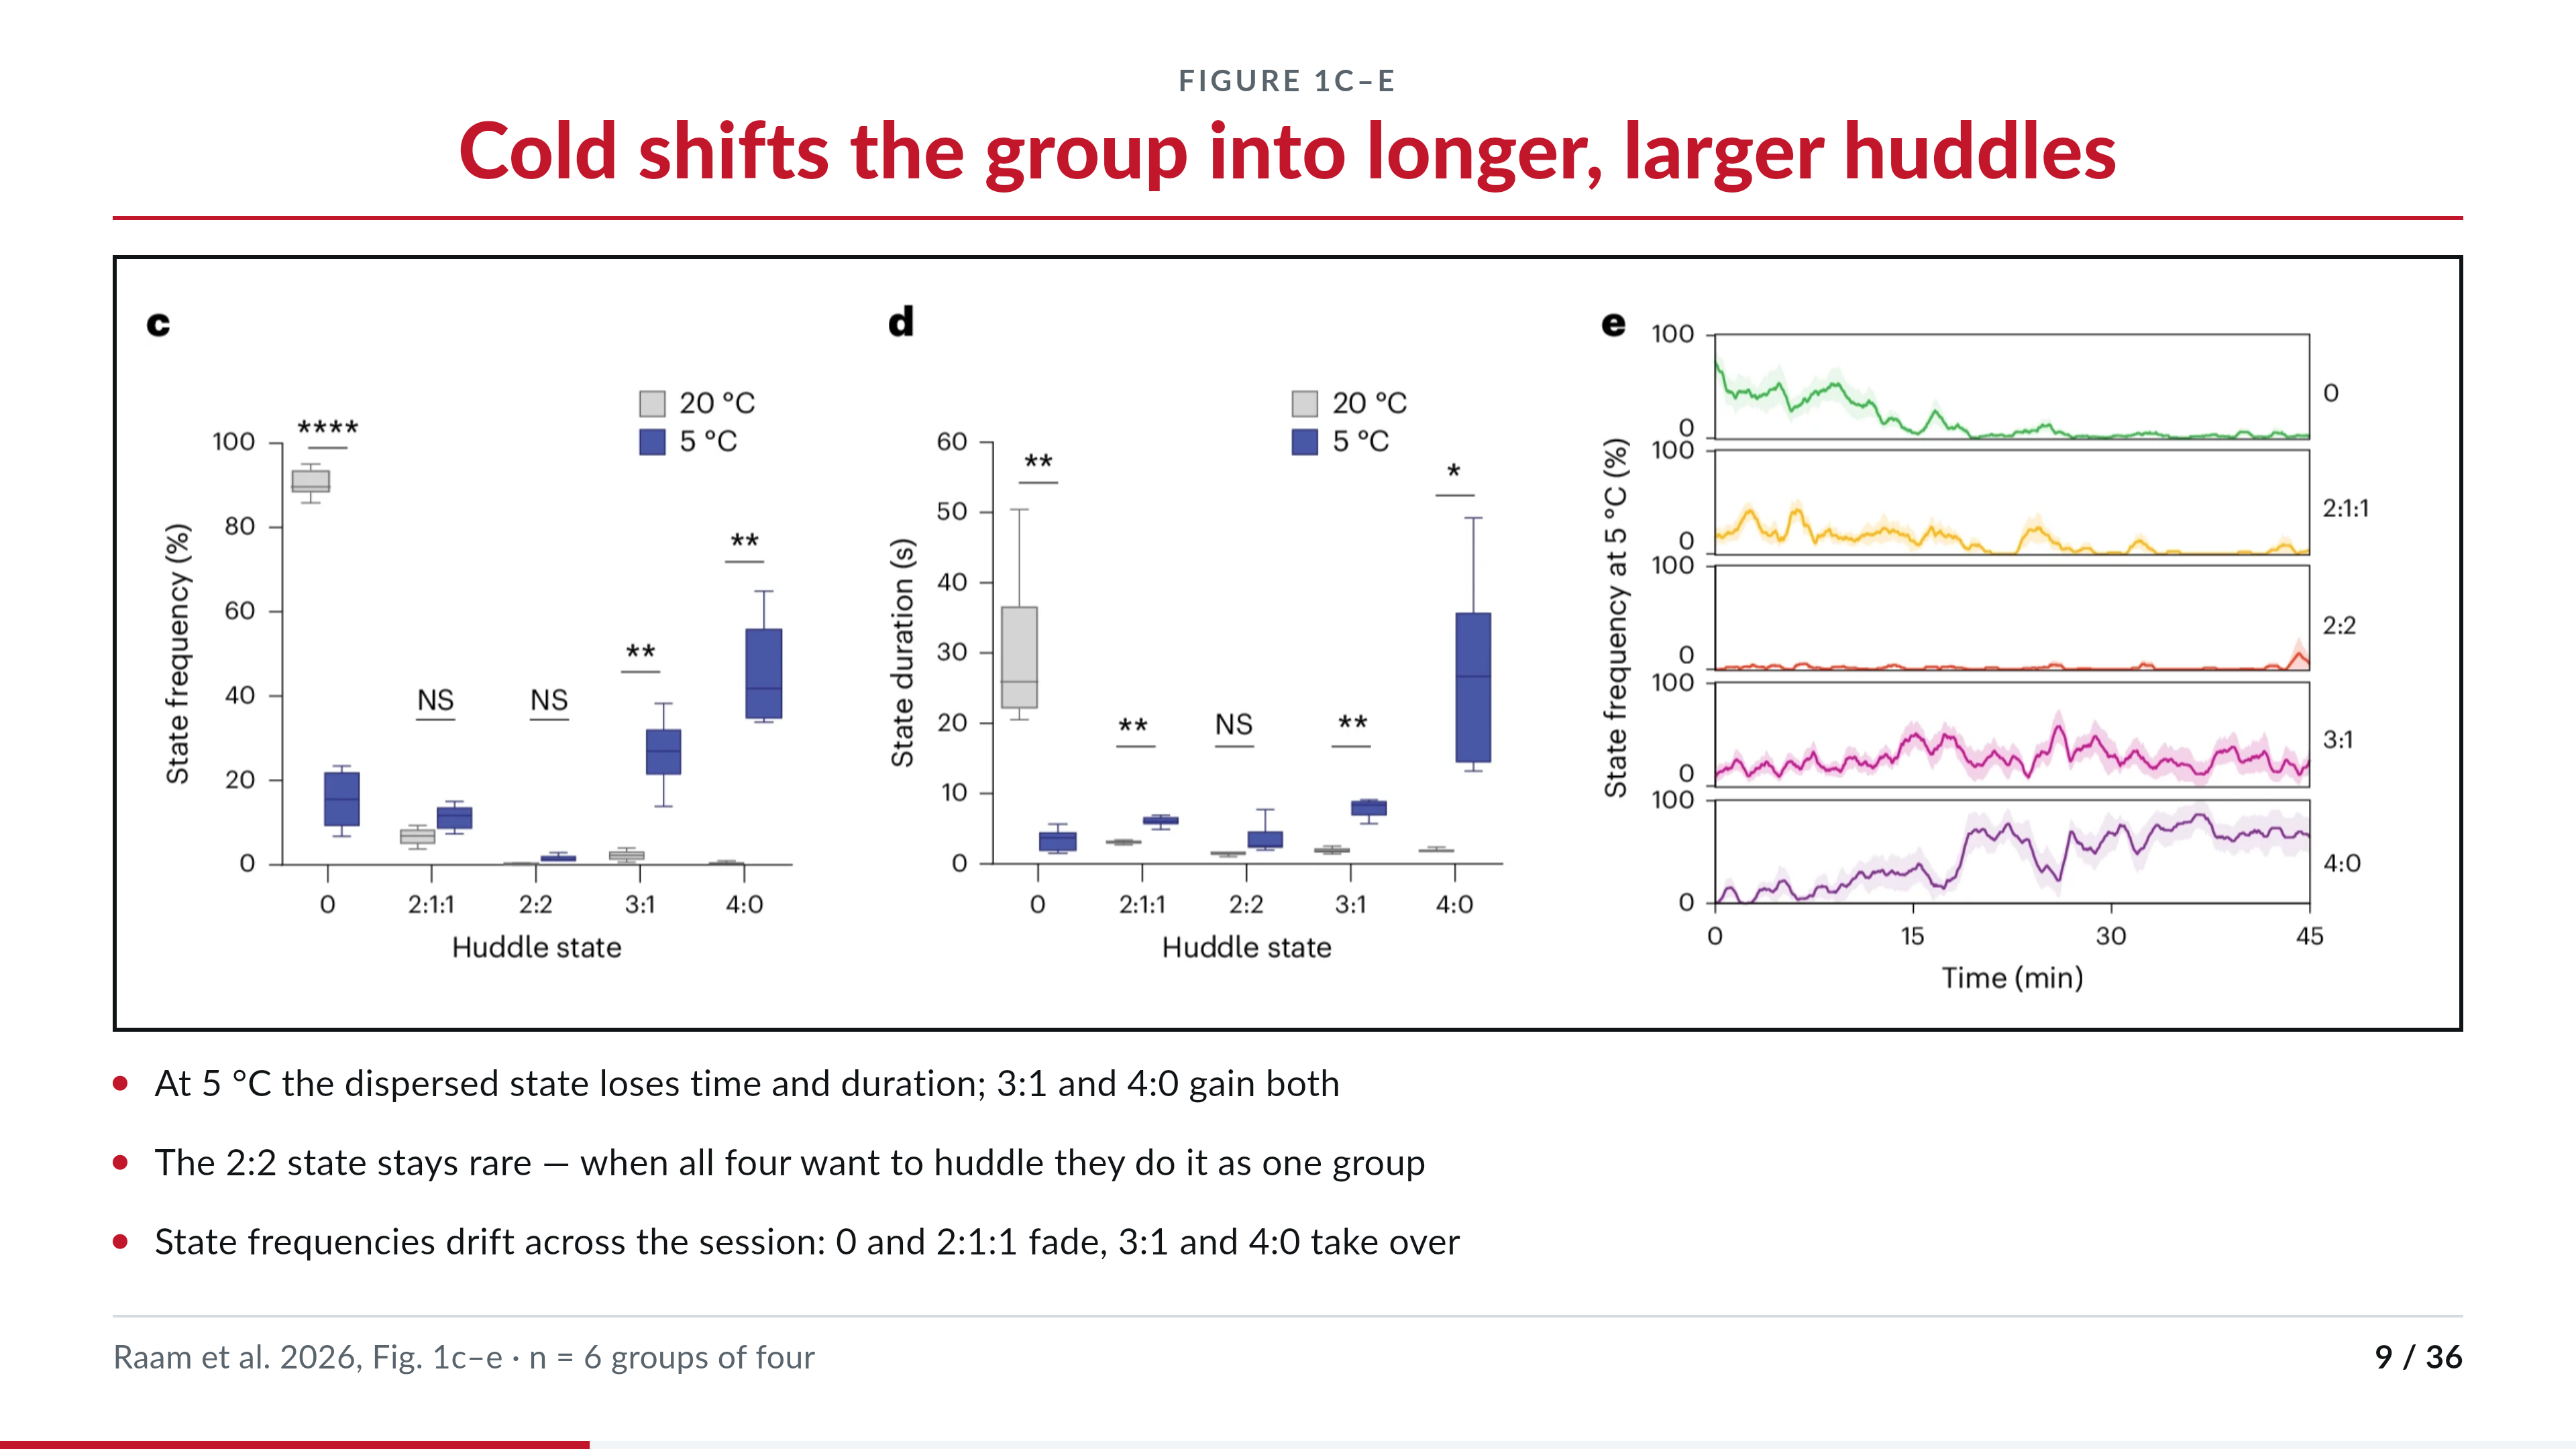 FIGURE 1C–E
Cold shifts the group into longer, larger huddles
c
20 °C
5 °C
****
NS
NS
**
**
State frequency (%)
100
80
60
40
20
0
0 2:1:1 2:2 3:1 4:0
Huddle state
d
20 °C
5 °C
**
**
NS
**
*
State duration (s)
60
50
40
30
20
10
0
0 2:1:1 2:2 3:1 4:0
Huddle state
e
State frequency at 5 °C (%)
100
0
0
100
0
2:1:1
100
0
2:2
100
0
3:1
100
0
4:0
0 15 30 45
Time (min)
• At 5 °C the dispersed state loses time and duration; 3:1 and 4:0 gain both
• The 2:2 state stays rare — when all four want to huddle they do it as one group
• State frequencies drift across the session: 0 and 2:1:1 fade, 3:1 and 4:0 take over
Raam et al. 2026, Fig. 1c–e · n = 6 groups of four
9 / 36